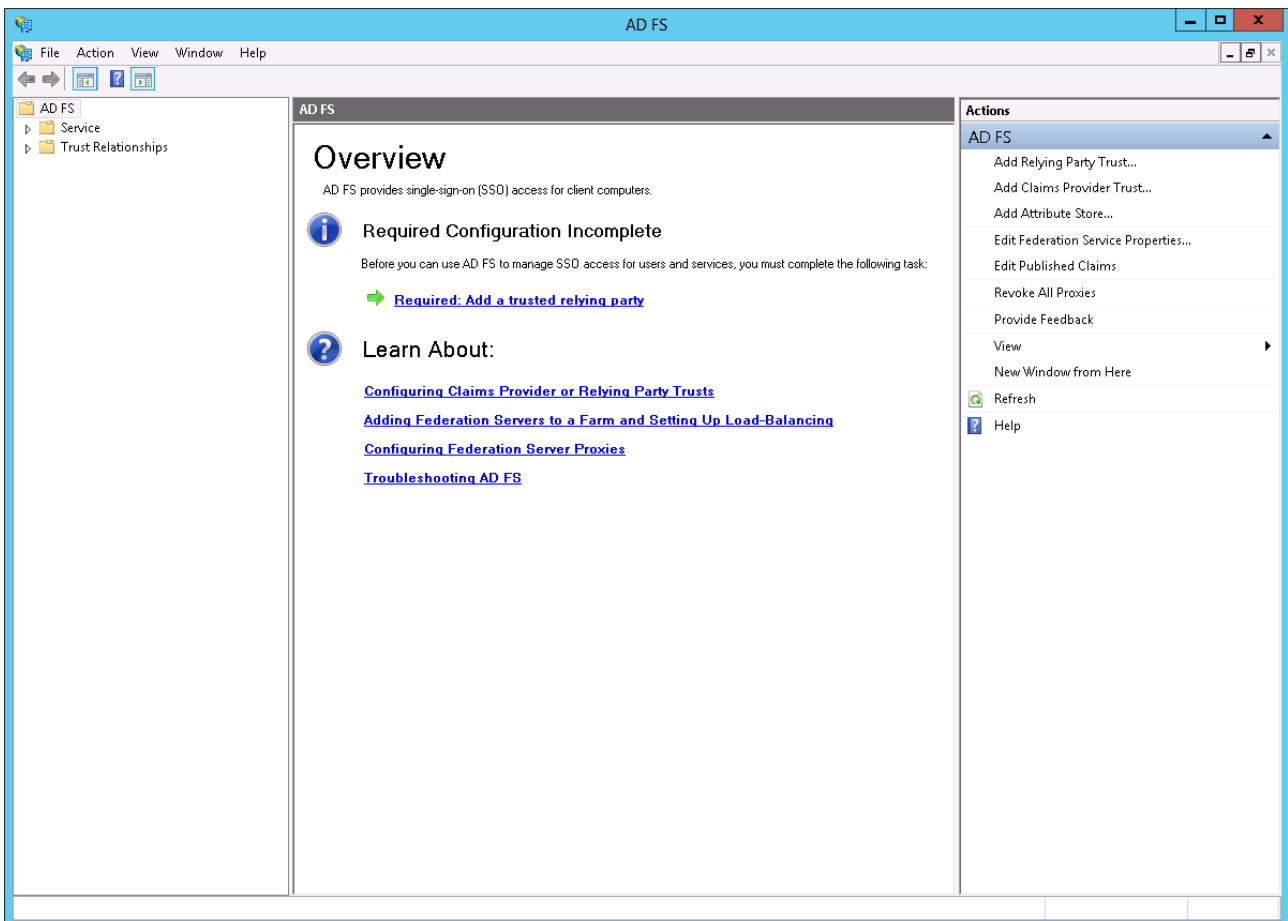 AD FS
File Action View Window Help
AD FS
Service
Trust Relationships
AD FS
Overview
AD FS provides single-sign-on (SSO) access for client computers.
Required Configuration Incomplete
Before you can use AD FS to manage SSO access for users and services, you must complete the following task:
Required: Add a trusted relying party
Learn About:
Configuring Claims Provider or Relying Party Trusts
Adding Federation Servers to a Farm and Setting Up Load-Balancing
Configuring Federation Server Proxies
Troubleshooting AD FS
Actions
AD FS
Add Relying Party Trust...
Add Claims Provider Trust...
Add Attribute Store...
Edit Federation Service Properties...
Edit Published Claims
Revoke All Proxies
Provide Feedback
View
New Window from Here
Refresh
Help